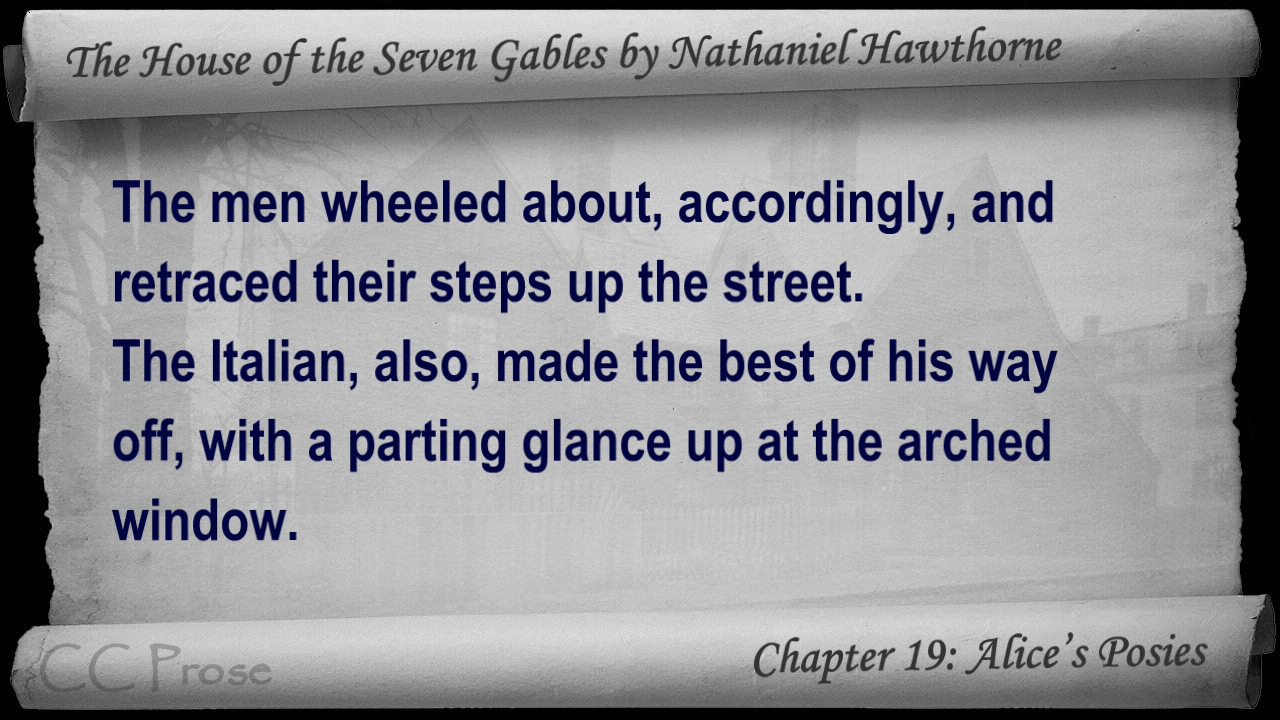 The House of the Seven Gables by Nathaniel Hawthorne
The men wheeled about, accordingly, and
retraced their steps up the street.
The Italian, also, made the best of his way
off, with a parting glance up at the arched
window.
CC Prose
Chapter 19: Alice’s Posies